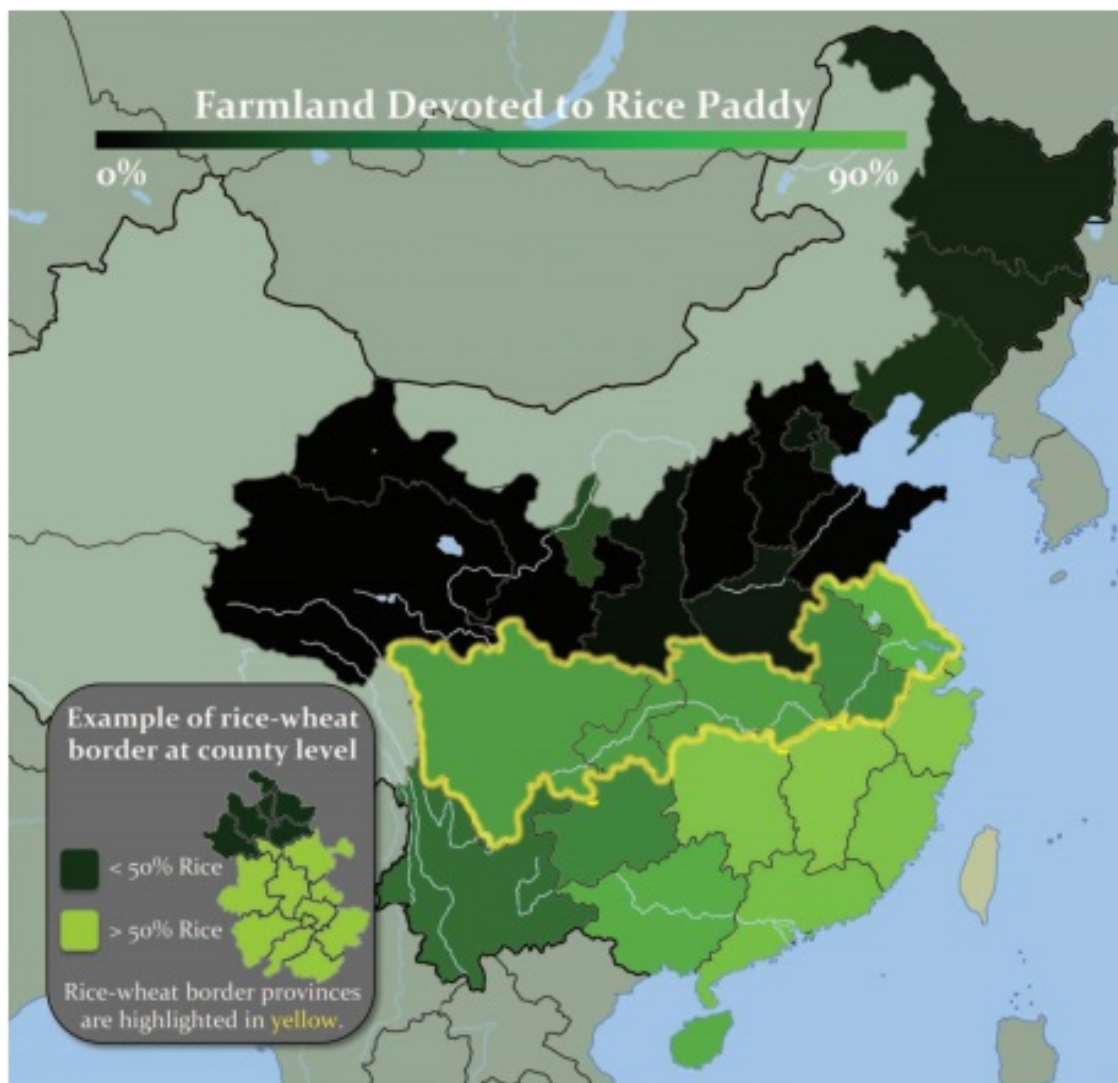 Farmland Devoted to Rice Paddy
0%
90%
Example of rice-wheat
border at county level
< 50% Rice
> 50% Rice
Rice-wheat border provinces
are highlighted in yellow.